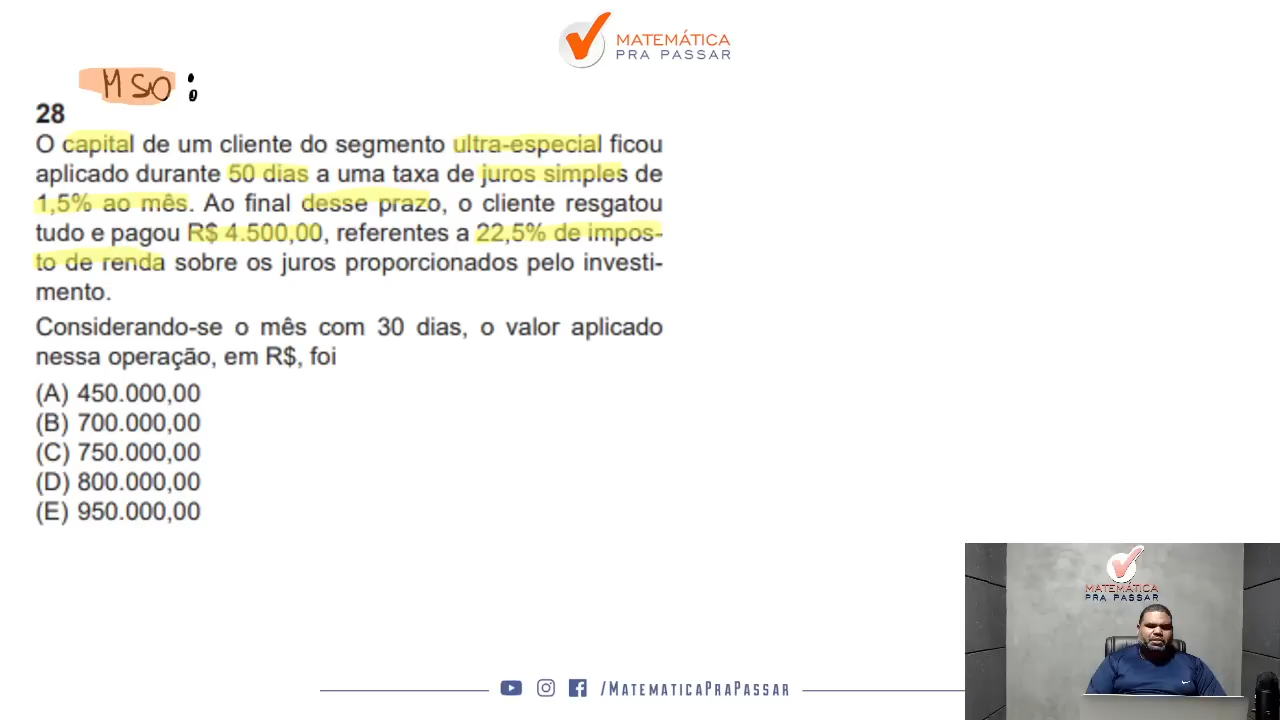 MATEMÁTICA
PRA PASSAR
MSO :
28
O capital de um cliente do segmento ultra-especial ficou
aplicado durante 50 dias a uma taxa de juros simples de
1,5% ao mês. Ao final desse prazo, o cliente resgatou
tudo e pagou R$ 4.500,00, referentes a 22,5% de impos-
to de renda sobre os juros proporcionados pelo investi-
mento.
Considerando-se o mês com 30 dias, o valor aplicado
nessa operação, em R$, foi
(A) 450.000,00
(B) 700.000,00
(C) 750.000,00
(D) 800.000,00
(E) 950.000,00
MATEMÁTICA
PRA PASSAR
/MATEMATICAPRAPASSAR